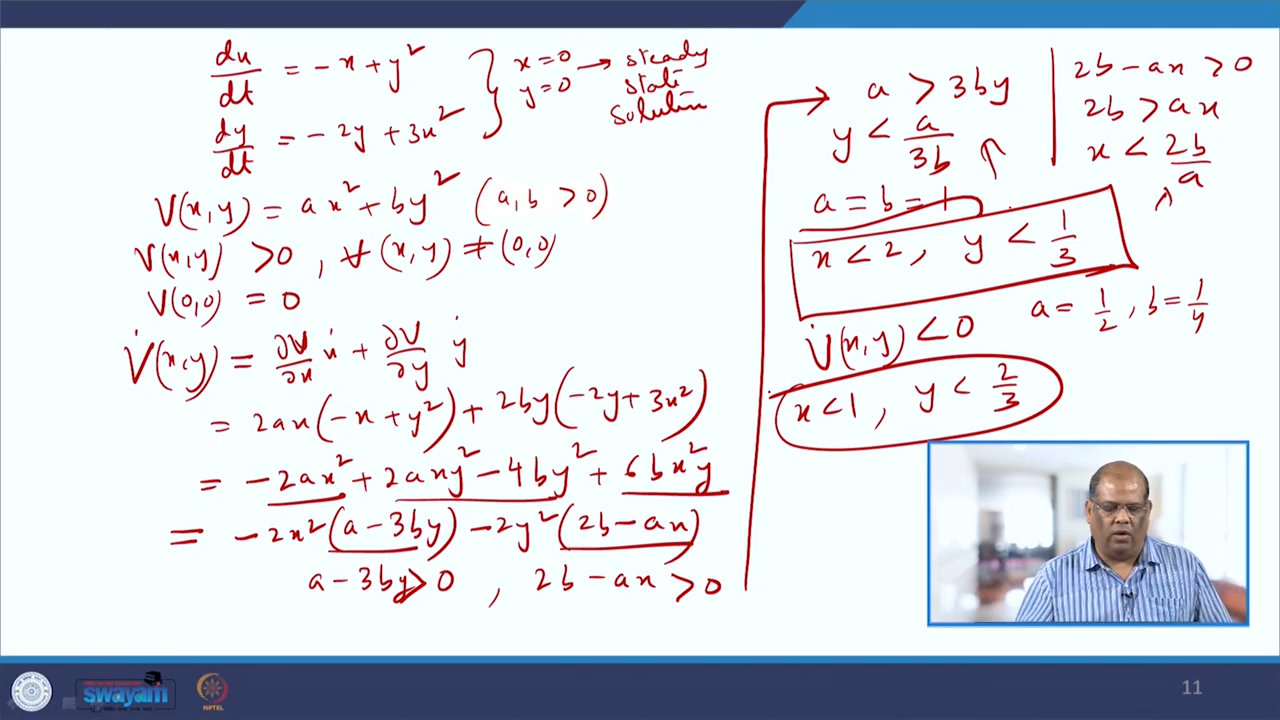 du/dt = -x + y² } x=0 → steady
dy/dt = -2y + 3x² y=0 state
solution
V(x,y) = ax² + by² (a,b > 0)
V(x,y) > 0, ∀ (x,y) ≠ (0,0)
V(0,0) = 0
V̇(x,y) = ∂V/∂x ẋ + ∂V/∂y ẏ
= 2ax(-x+y²) + 2by(-2y+3x²)
= -2ax² + 2axy² - 4by² + 6bx²y
= -2x²(a-3by) - 2y²(2b-ax)
a-3by > 0, 2b-ax > 0
→ a > 3by
y < a/3b
a = b = 1
x < 2, y < 1/3
V̇(x,y) < 0
x < 1, y < 2/3
2b-ax > 0
2b > ax
x < 2b/a
a = 1/2, b = 1/4
swayam
NPTEL
11